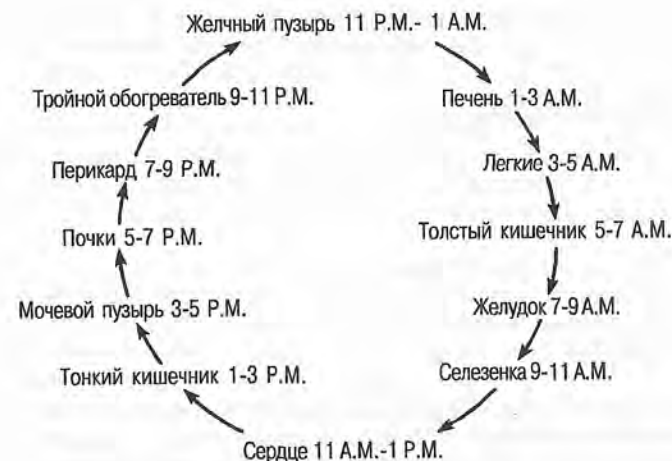 Желчный пузырь 11 P.M.- 1 A.M.
Печень 1-3 A.M.
Легкие 3-5 A.M.
Толстый кишечник 5-7 A.M.
Желудок 7-9 A.M.
Селезенка 9-11 A.M.
Сердце 11 A.M.-1 P.M.
Тонкий кишечник 1-3 P.M.
Мочевой пузырь 3-5 P.M.
Почки 5-7 P.M.
Перикард 7-9 P.M.
Тройной обогреватель 9-11 P.M.